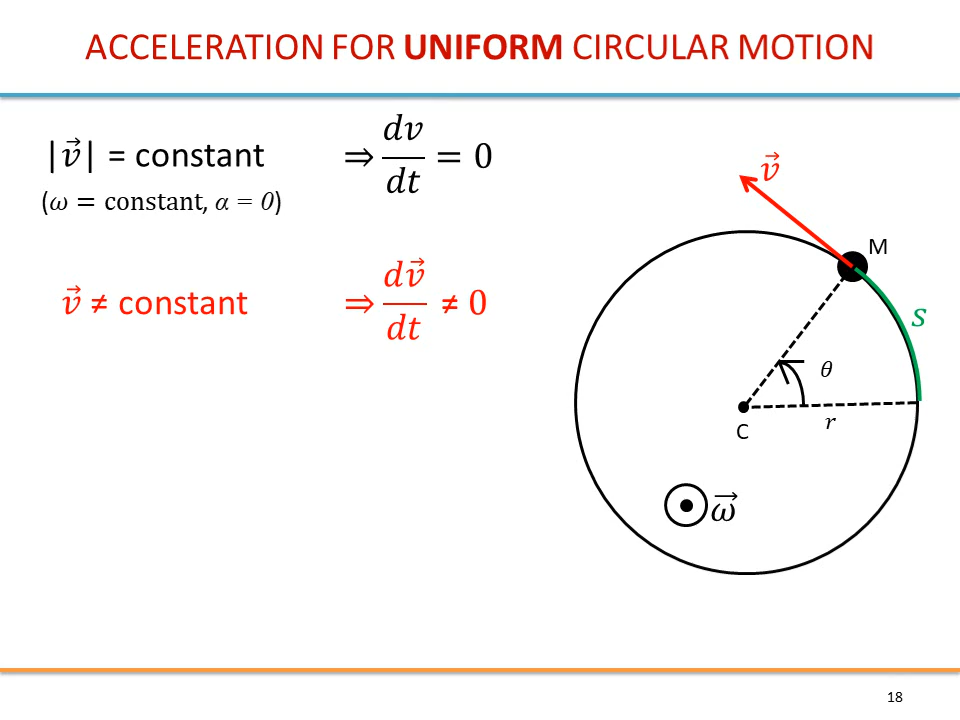 ACCELERATION FOR UNIFORM CIRCULAR MOTION
|v⃗| = constant ⇒ dv/dt = 0
(ω = constant, α = 0)
v⃗ ≠ constant ⇒ dv⃗/dt ≠ 0
v⃗
M
s
θ
r
C
ω⃗
18